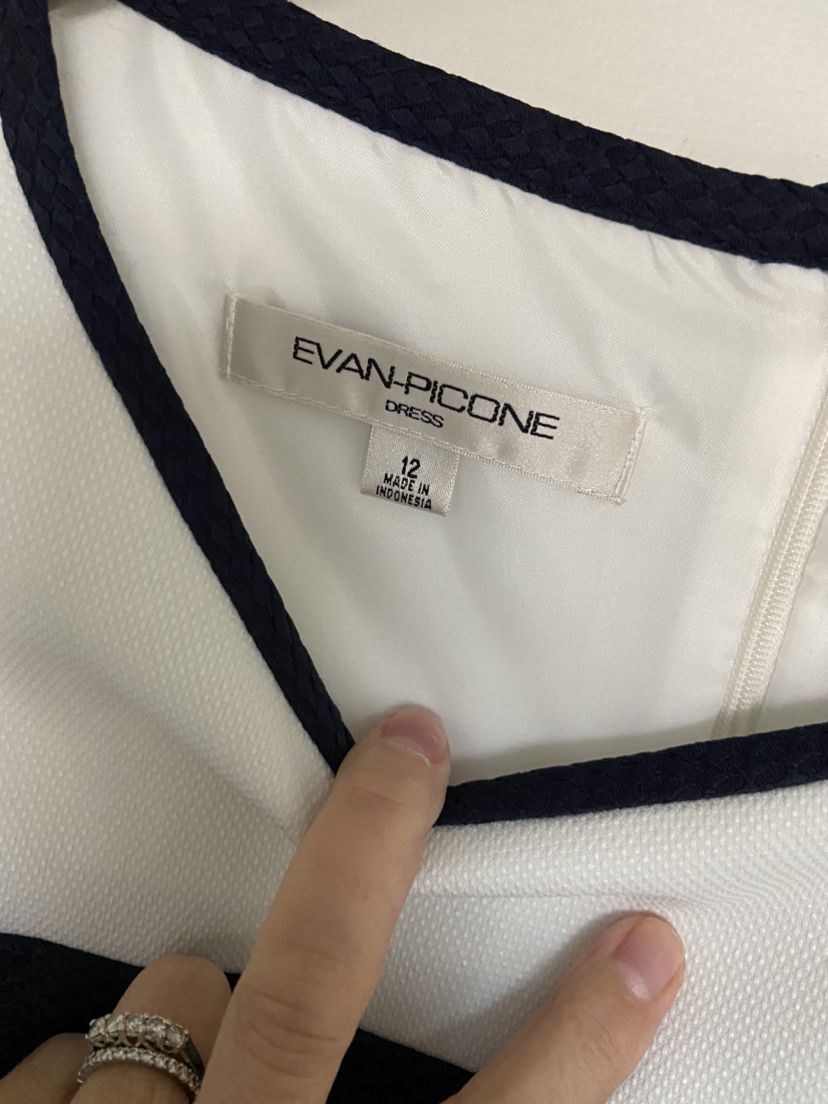 EVAN-PICONE
DRESS
12
MADE IN
INDONESIA